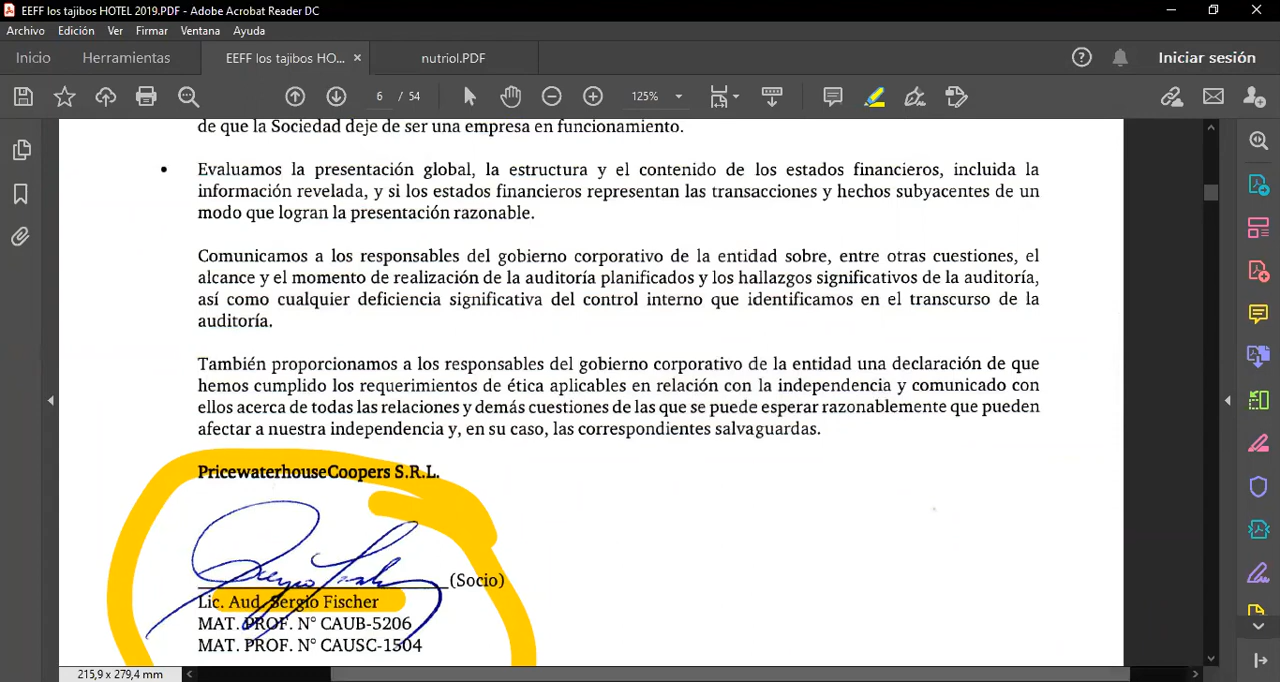 EEFF los tajibos HOTEL 2019.PDF - Adobe Acrobat Reader DC
Archivo Edición Ver Firmar Ventana Ayuda
Inicio Herramientas EEFF los tajibos HO... × nutriol.PDF Iniciar sesión
6 / 54 125%
de que la Sociedad deje de ser una empresa en funcionamiento.
• Evaluamos la presentación global, la estructura y el contenido de los estados financieros, incluida la
información revelada, y si los estados financieros representan las transacciones y hechos subyacentes de un
modo que logran la presentación razonable.
Comunicamos a los responsables del gobierno corporativo de la entidad sobre, entre otras cuestiones, el
alcance y el momento de realización de la auditoría planificados y los hallazgos significativos de la auditoría,
así como cualquier deficiencia significativa del control interno que identificamos en el transcurso de la
auditoría.
También proporcionamos a los responsables del gobierno corporativo de la entidad una declaración de que
hemos cumplido los requerimientos de ética aplicables en relación con la independencia y comunicado con
ellos acerca de todas las relaciones y demás cuestiones de las que se puede esperar razonablemente que pueden
afectar a nuestra independencia y, en su caso, las correspondientes salvaguardas.
PricewaterhouseCoopers S.R.L.
(Socio)
Lic. Aud. Sergio Fischer
MAT. PROF. N° CAUB-5206
MAT. PROF. N° CAUSC-1504
215,9 x 279,4 mm